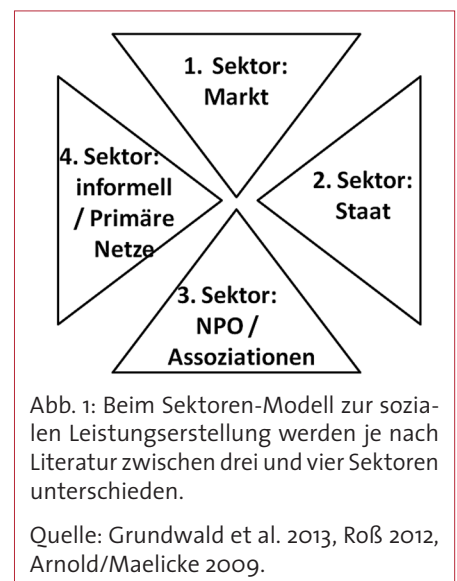 1. Sektor:
Markt
4. Sektor:
informell
/ Primäre
Netze
2. Sektor:
Staat
3. Sektor:
NPO /
Assoziationen
Abb. 1: Beim Sektoren-Modell zur sozia-
len Leistungserstellung werden je nach
Literatur zwischen drei und vier Sektoren
unterschieden.
Quelle: Grundwald et al. 2013, Roß 2012,
Arnold/Maelicke 2009.